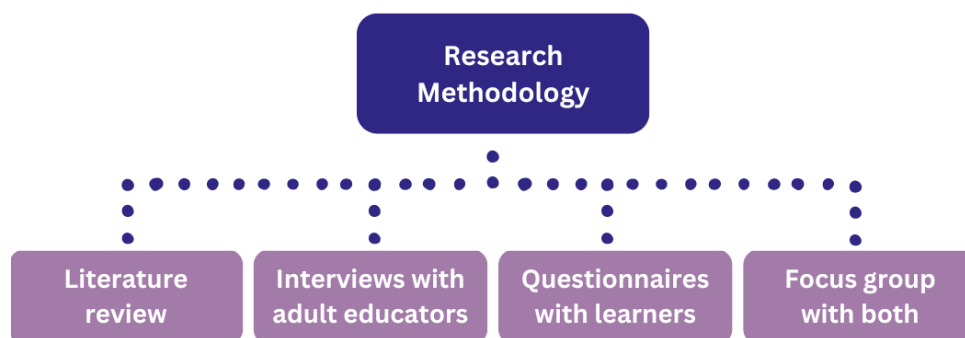 Research
Methodology
Literature
review
Interviews with
adult educators
Questionnaires
with learners
Focus group
with both